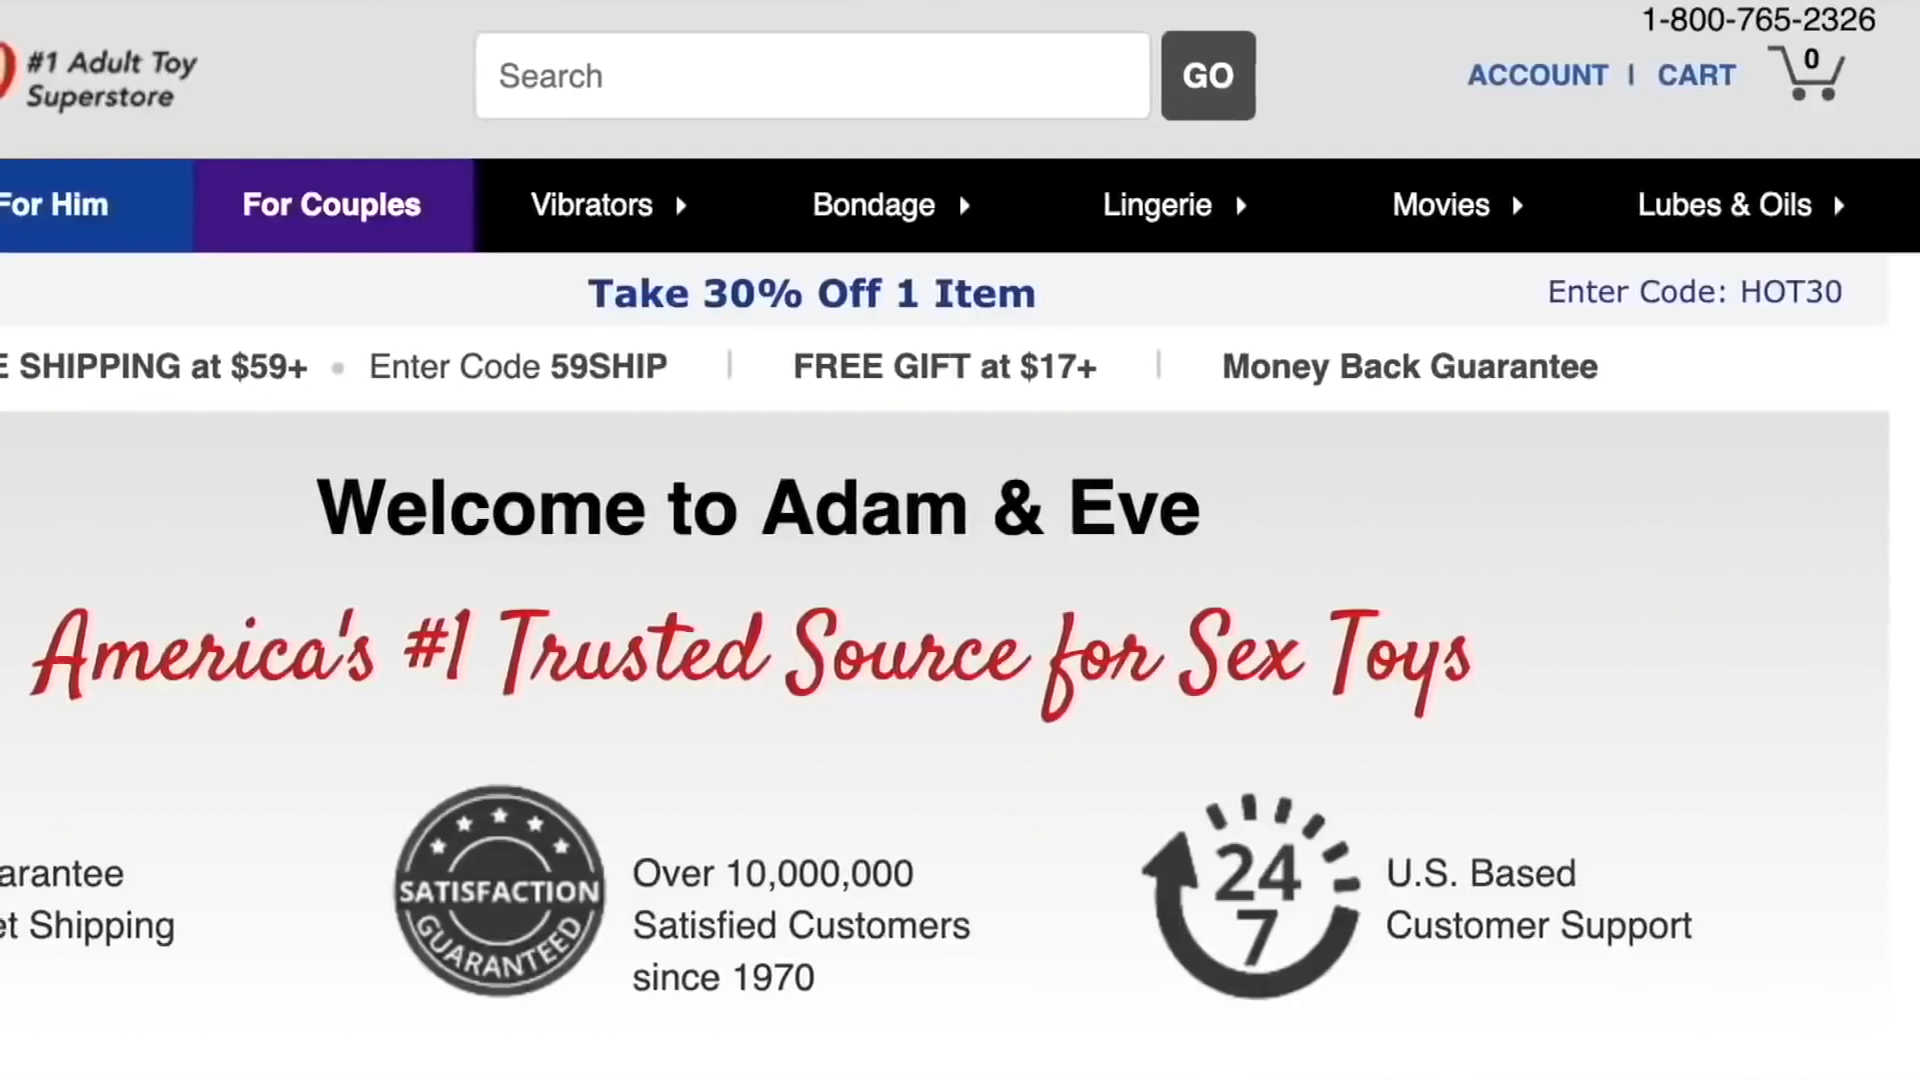 1-800-765-2326
#1 Adult Toy
Superstore
Search
GO
ACCOUNT | CART
0
For Him
For Couples
Vibrators
Bondage
Lingerie
Movies
Lubes & Oils
Take 30% Off 1 Item
Enter Code: HOT30
E SHIPPING at $59+ • Enter Code 59SHIP | FREE GIFT at $17+ | Money Back Guarantee
Welcome to Adam & Eve
America's #1 Trusted Source for Sex Toys
arantee
et Shipping
SATISFACTION
GUARANTEED
Over 10,000,000
Satisfied Customers
since 1970
24
7
U.S. Based
Customer Support